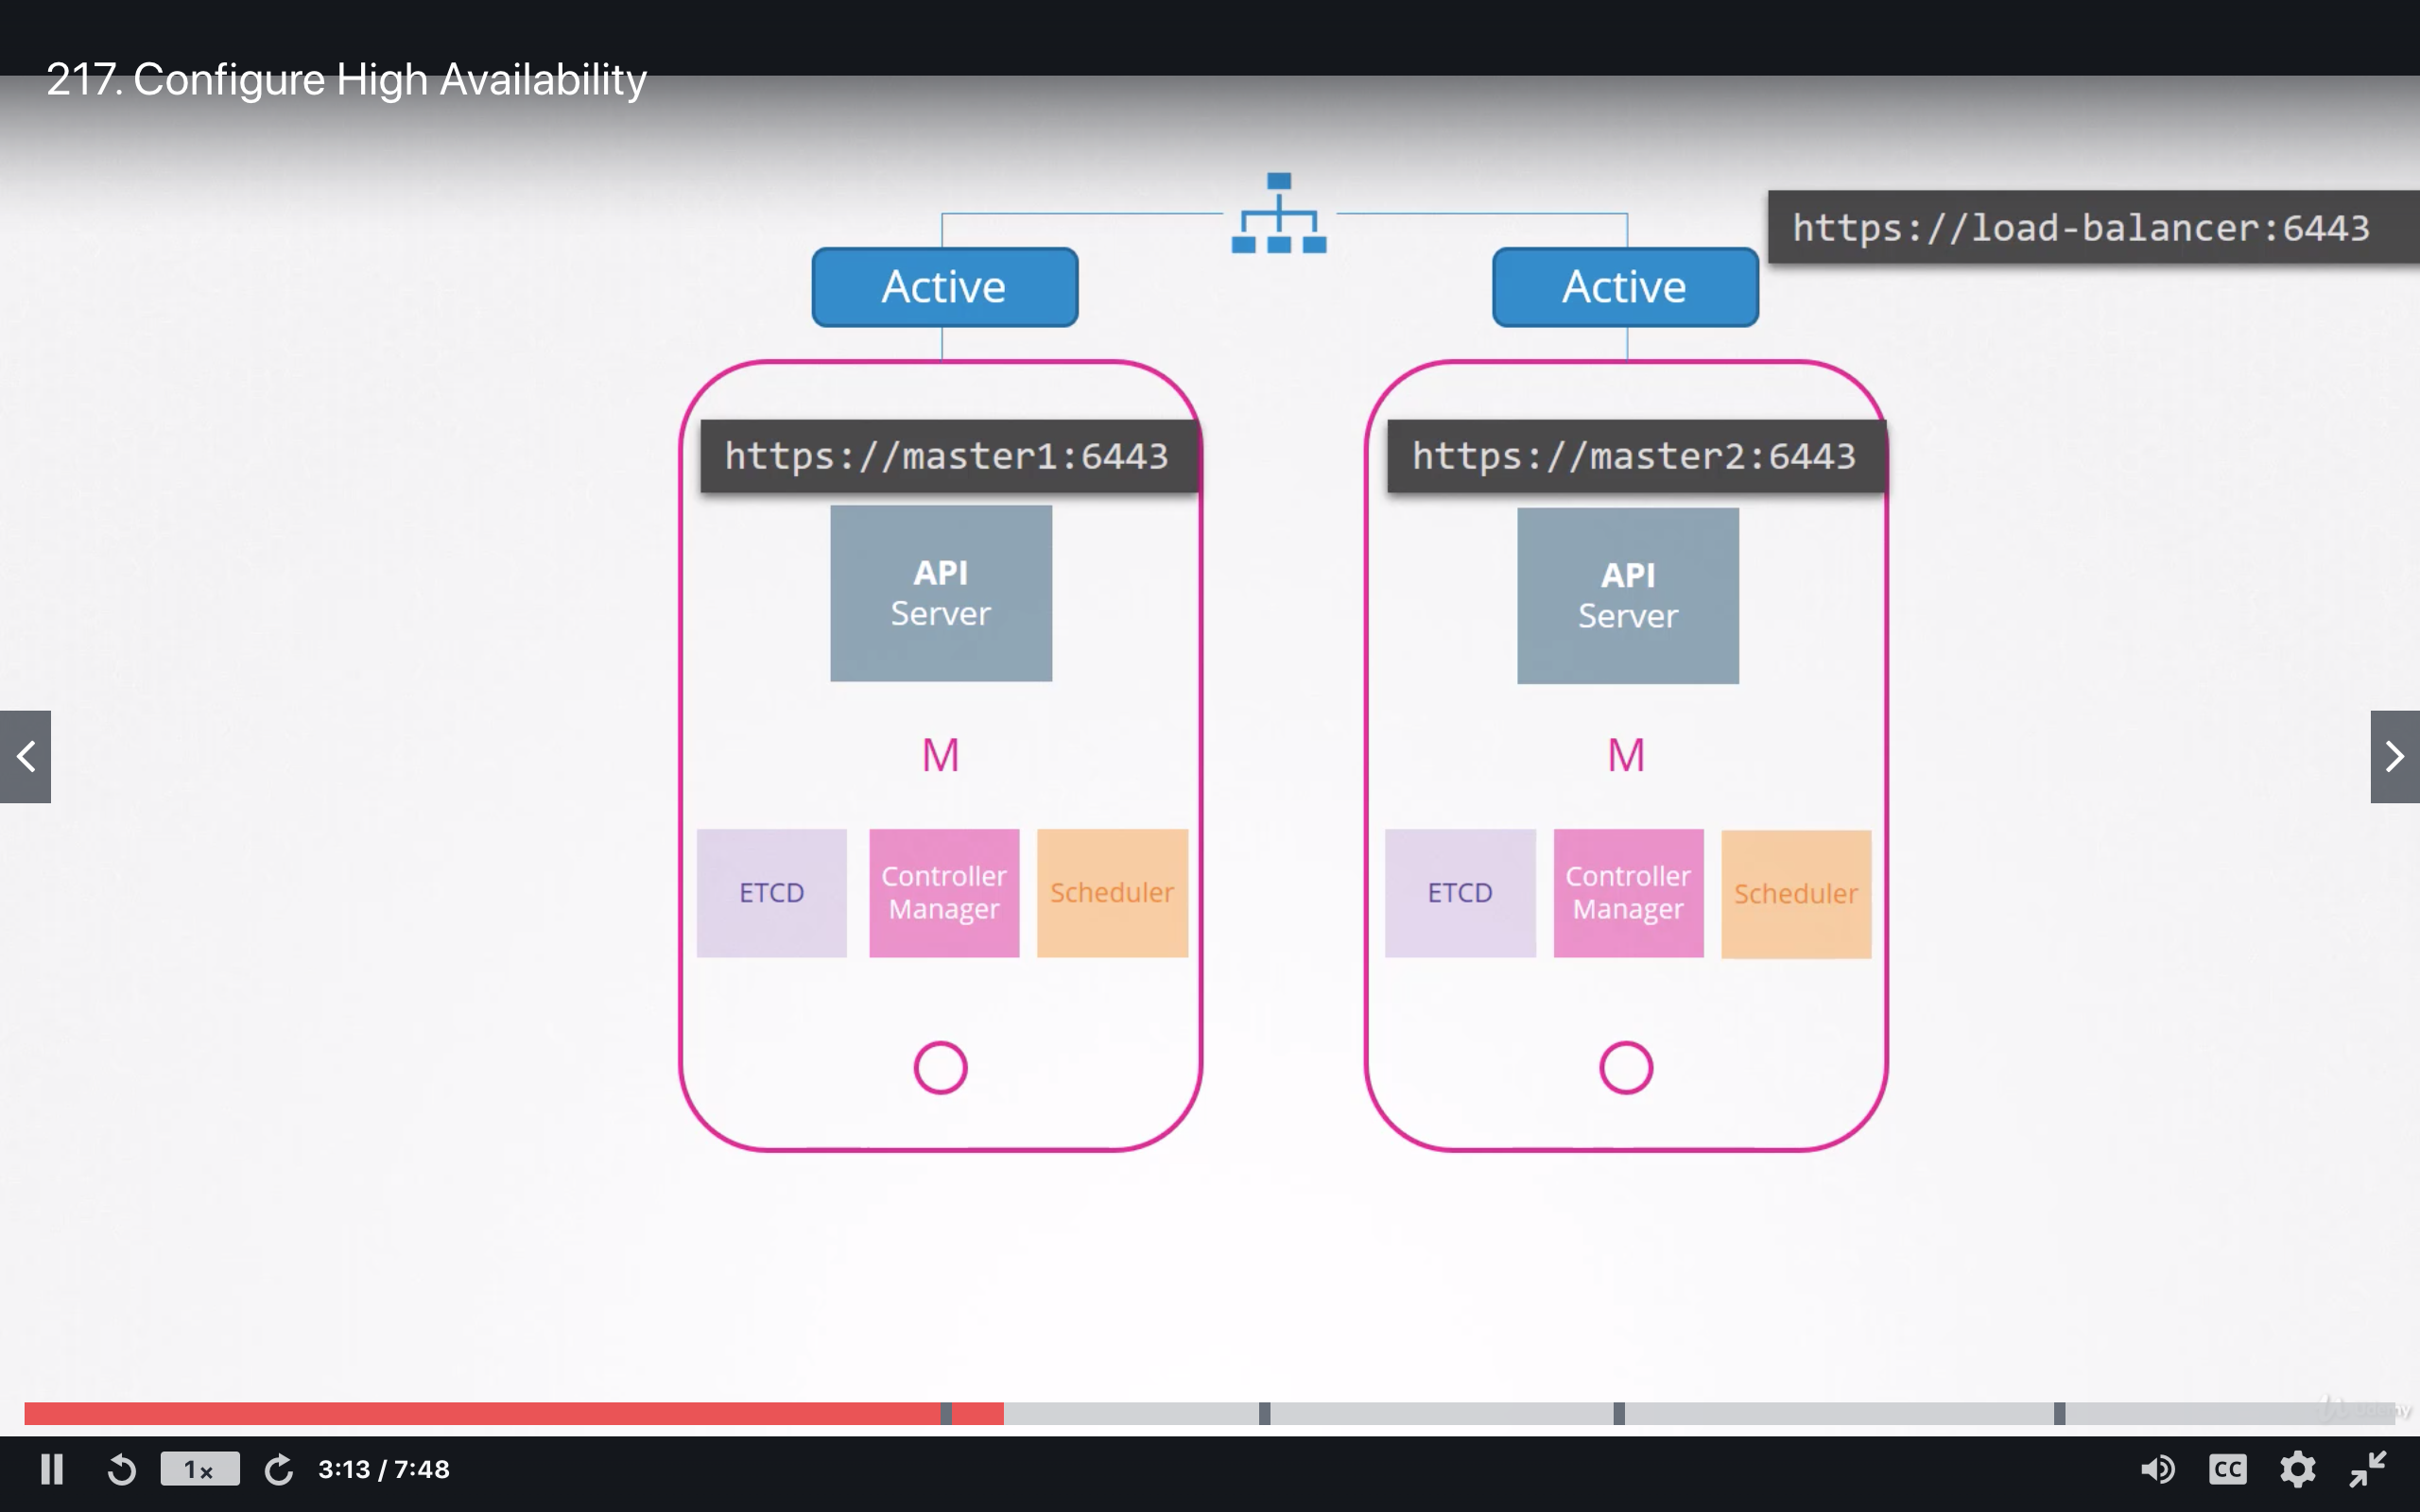 217. Configure High Availability
https://load-balancer:6443
Active
Active
https://master1:6443
https://master2:6443
API
Server
API
Server
M
M
ETCD
Controller
Manager
Scheduler
ETCD
Controller
Manager
Scheduler
Udemy
1x
3:13 / 7:48
CC